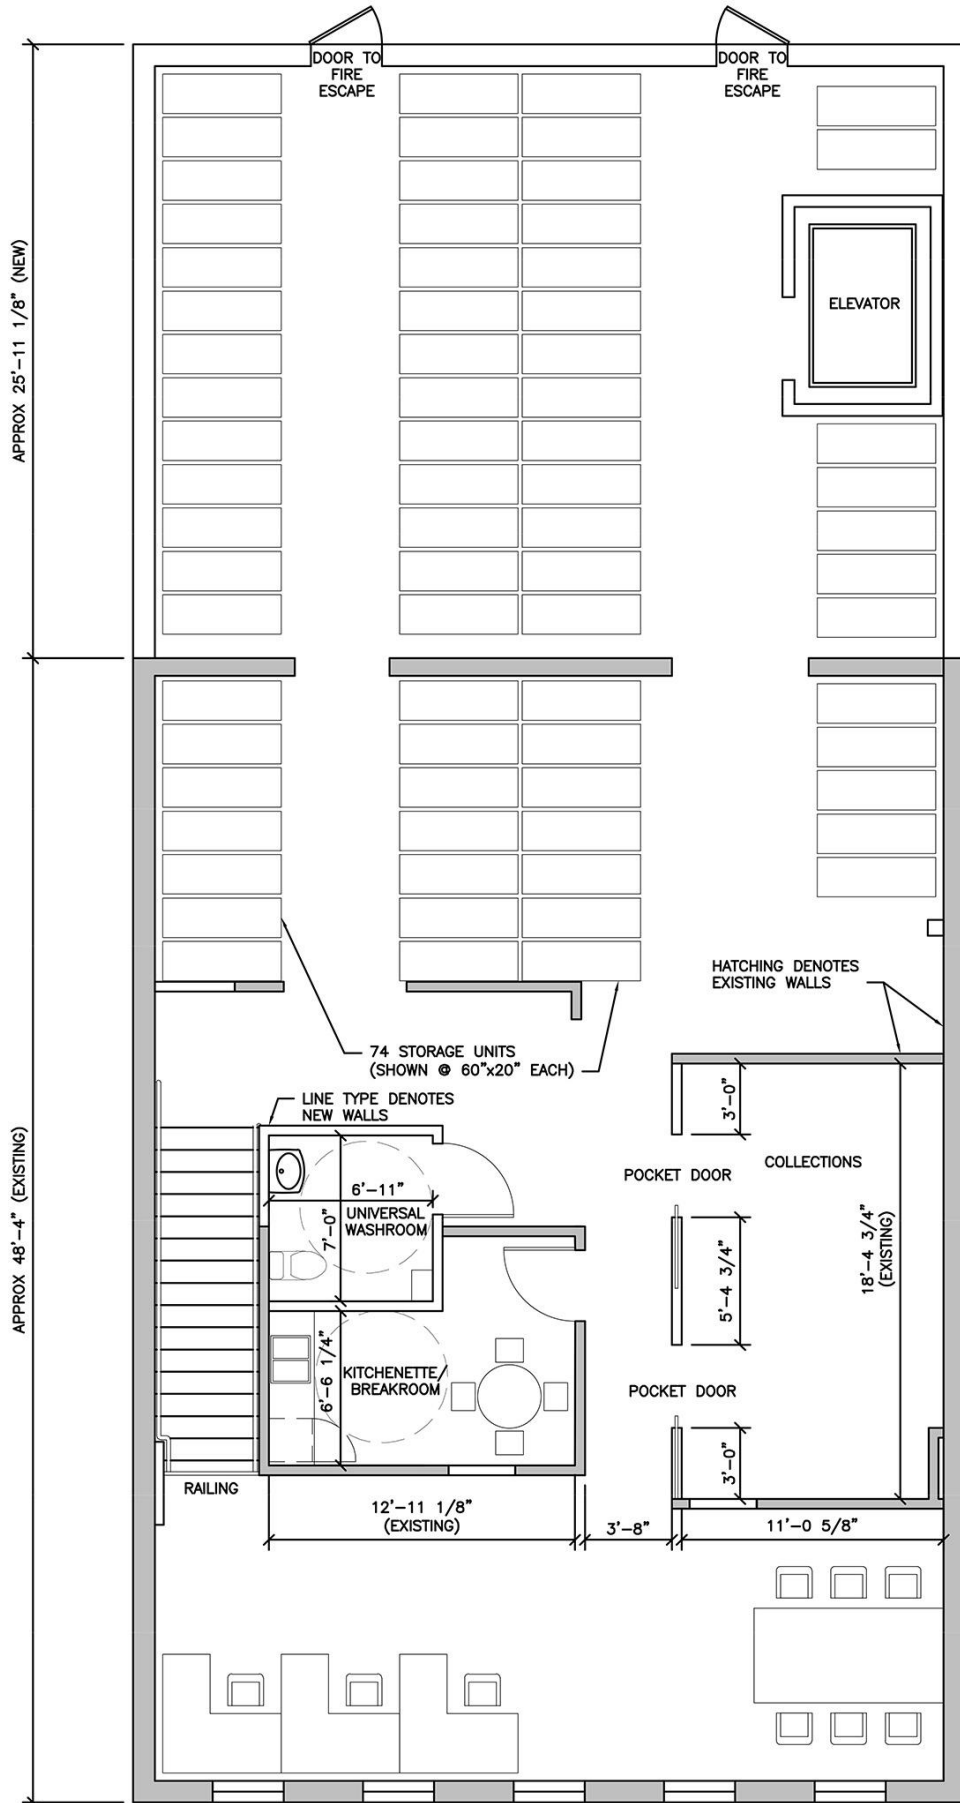 DOOR TO
FIRE
ESCAPE
DOOR TO
FIRE
ESCAPE
APPROX 25'-11 1/8" (NEW)
ELEVATOR
HATCHING DENOTES
EXISTING WALLS
74 STORAGE UNITS
(SHOWN @ 60"x20" EACH)
LINE TYPE DENOTES
NEW WALLS
3'-0"
APPROX 48'-4" (EXISTING)
POCKET DOOR
COLLECTIONS
6'-11"
7'-0"
UNIVERSAL
WASHROOM
5'-4 3/4"
18'-4 3/4"
(EXISTING)
6'-6 1/4"
KITCHENETTE/
BREAKROOM
POCKET DOOR
3'-0"
RAILING
12'-11 1/8"
(EXISTING)
3'-8"
11'-0 5/8"